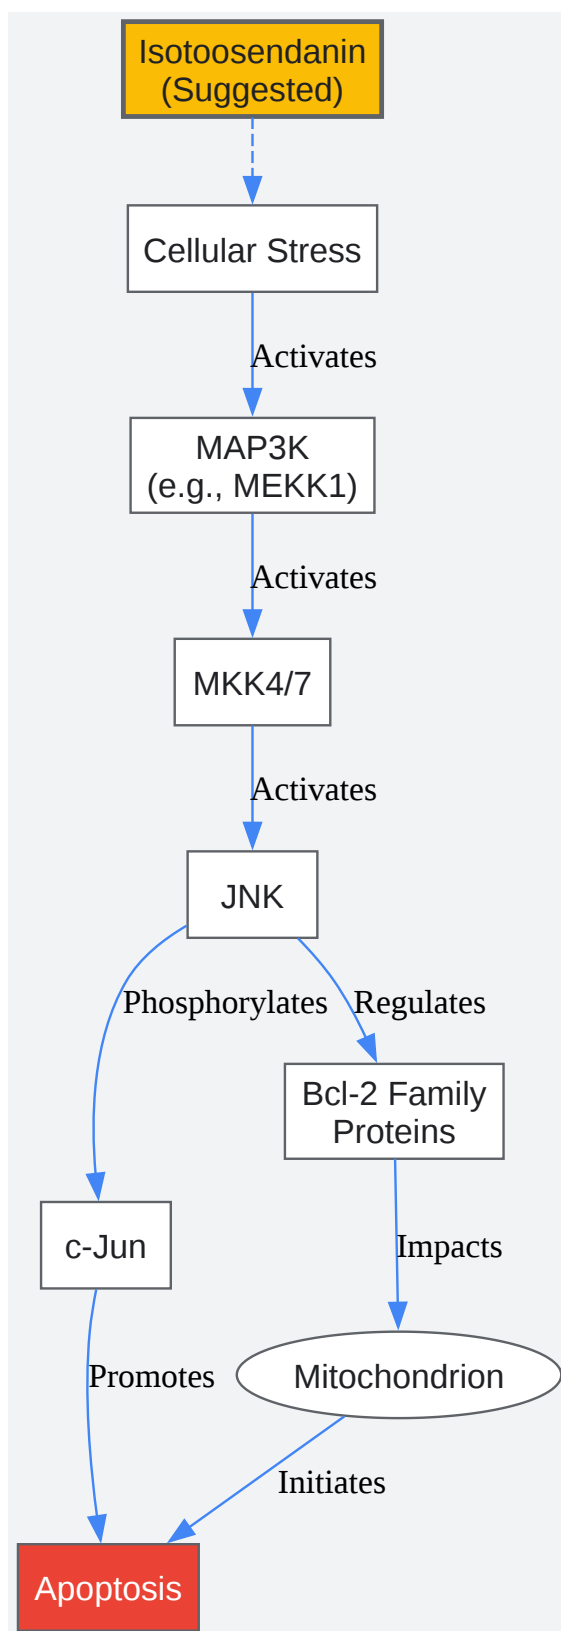 Isotoosendanin
(Suggested)
Cellular Stress
Activates
MAP3K
(e.g., MEKK1)
Activates
MKK4/7
Activates
JNK
Phosphorylates
Regulates
Bcl-2 Family
Proteins
c-Jun
Impacts
Promotes
Mitochondrion
Initiates
Apoptosis